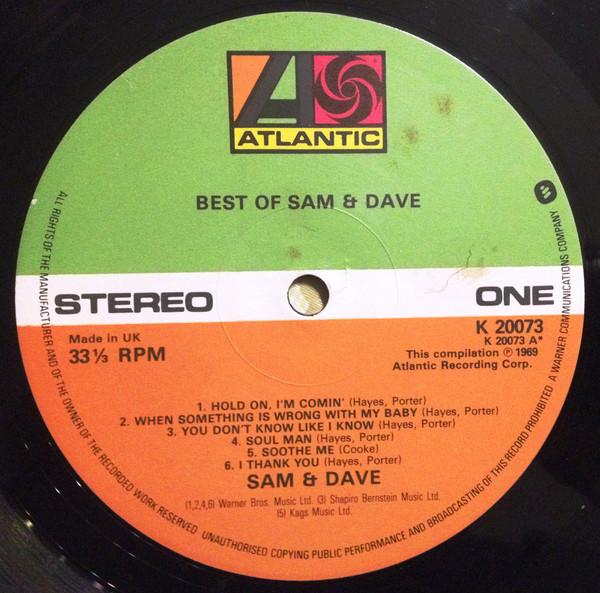 ATLANTIC
BEST OF SAM & DAVE
STEREO
ONE
Made in UK
33⅓ RPM
K 20073
K 20073 A*
This compilation ℗ 1969
Atlantic Recording Corp.
1. HOLD ON, I'M COMIN' (Hayes, Porter)
2. WHEN SOMETHING IS WRONG WITH MY BABY (Hayes, Porter)
3. YOU DON'T KNOW LIKE I KNOW (Hayes, Porter)
4. SOUL MAN (Hayes, Porter)
5. SOOTHE ME (Cooke)
6. I THANK YOU (Hayes, Porter)
SAM & DAVE
(1,2,4,6) Warner Bros. Music Ltd. (3) Shapiro Bernstein Music Ltd.
(5) Kags Music Ltd.
ALL RIGHTS OF THE MANUFACTURER AND OF THE OWNER OF THE RECORDED WORK RESERVED UNAUTHORISED COPYING PUBLIC PERFORMANCE AND BROADCASTING OF THIS RECORD PROHIBITED A WARNER COMMUNICATIONS COMPANY